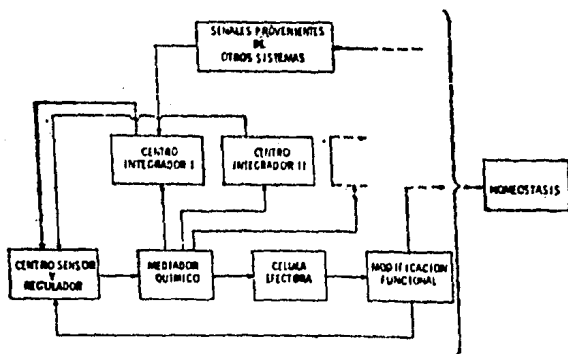 SEÑALES PROVENIENTES
DE
OTROS SISTEMAS
CENTRO
INTEGRADOR I
CENTRO
INTEGRADOR II
HOMEOSTASIS
CENTRO SENSOR
Y
REGULADOR
MEDIADOR
QUIMICO
CELULA
EFECTORA
MODIFICACION
FUNCIONAL